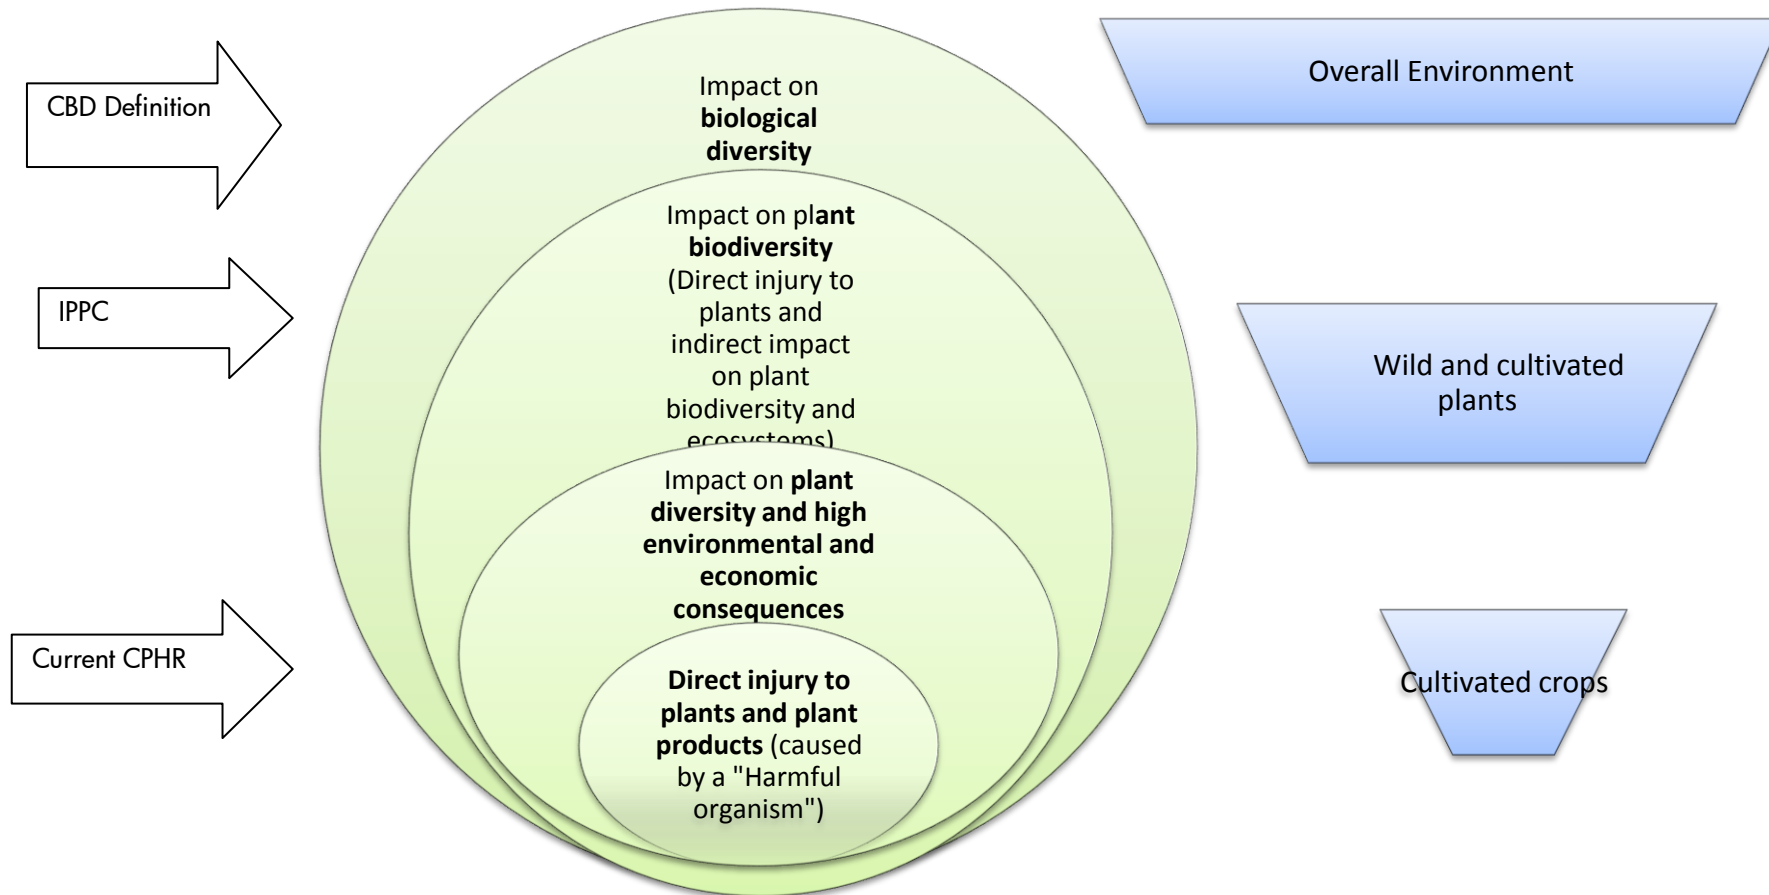 CBD Definition
Impact on
biological
diversity
Overall Environment
IPPC
Impact on plant
biodiversity
(Direct injury to
plants and
indirect impact
on plant
biodiversity and
ecosystems)
Wild and cultivated
plants
Current CPHR
Impact on plant
diversity and high
environmental and
economic
consequences
Direct injury to
plants and plant
products (caused
by a "Harmful
organism")
Cultivated crops